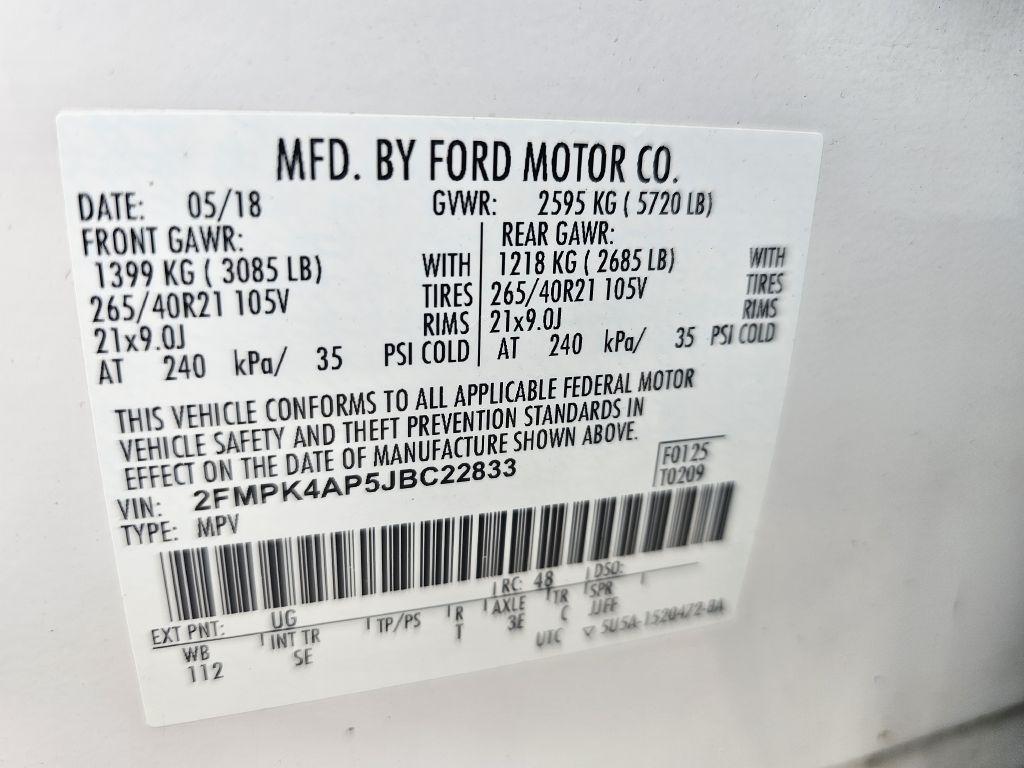 MFD. BY FORD MOTOR CO.
DATE: 05/18 GVWR: 2595 KG ( 5720 LB)
FRONT GAWR: REAR GAWR:
1399 KG ( 3085 LB) WITH 1218 KG ( 2685 LB) WITH
265/40R21 105V TIRES 265/40R21 105V TIRES
21x9.0J RIMS 21x9.0J RIMS
AT 240 kPa/ 35 PSI COLD AT 240 kPa/ 35 PSI COLD
THIS VEHICLE CONFORMS TO ALL APPLICABLE FEDERAL MOTOR
VEHICLE SAFETY AND THEFT PREVENTION STANDARDS IN
EFFECT ON THE DATE OF MANUFACTURE SHOWN ABOVE.
F0125
VIN: 2FMPK4AP5JBC22833 T0209
TYPE: MPV
EXT PNT: UG RC: 48 DSO:
WB INT TR TP/PS R AXLE TR SPR
112 SE T 3E C JJFF
UTC